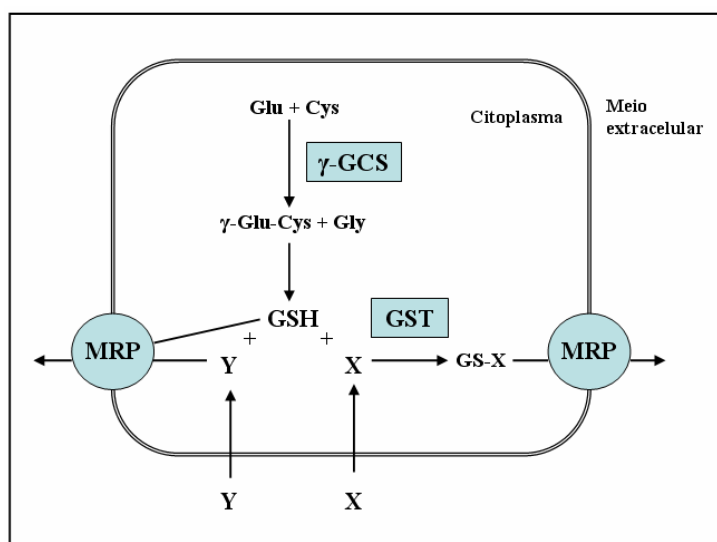 Glu + Cys
Citoplasma
Meio
extracelular
γ-GCS
γ-Glu-Cys + Gly
GSH
GST
MRP
+
+
Y
X
GS-X
MRP
Y
X